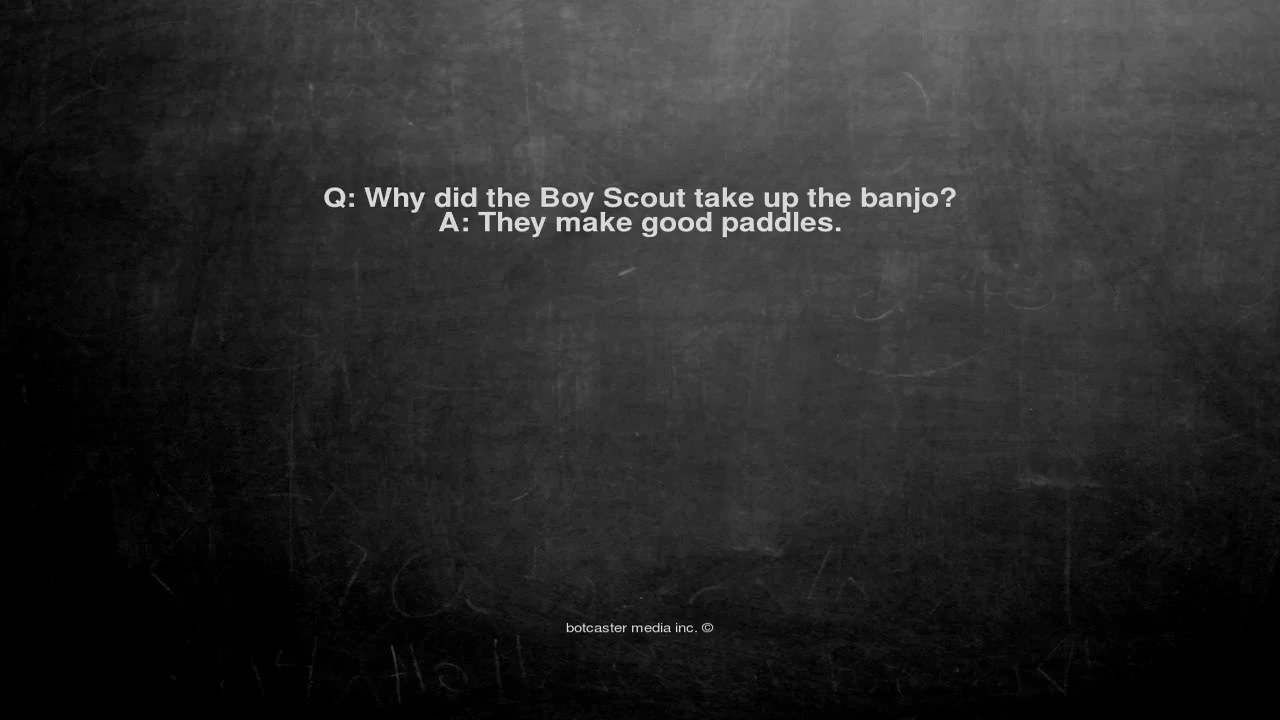 Q: Why did the Boy Scout take up the banjo?
A: They make good paddles.
botcaster media inc. ©